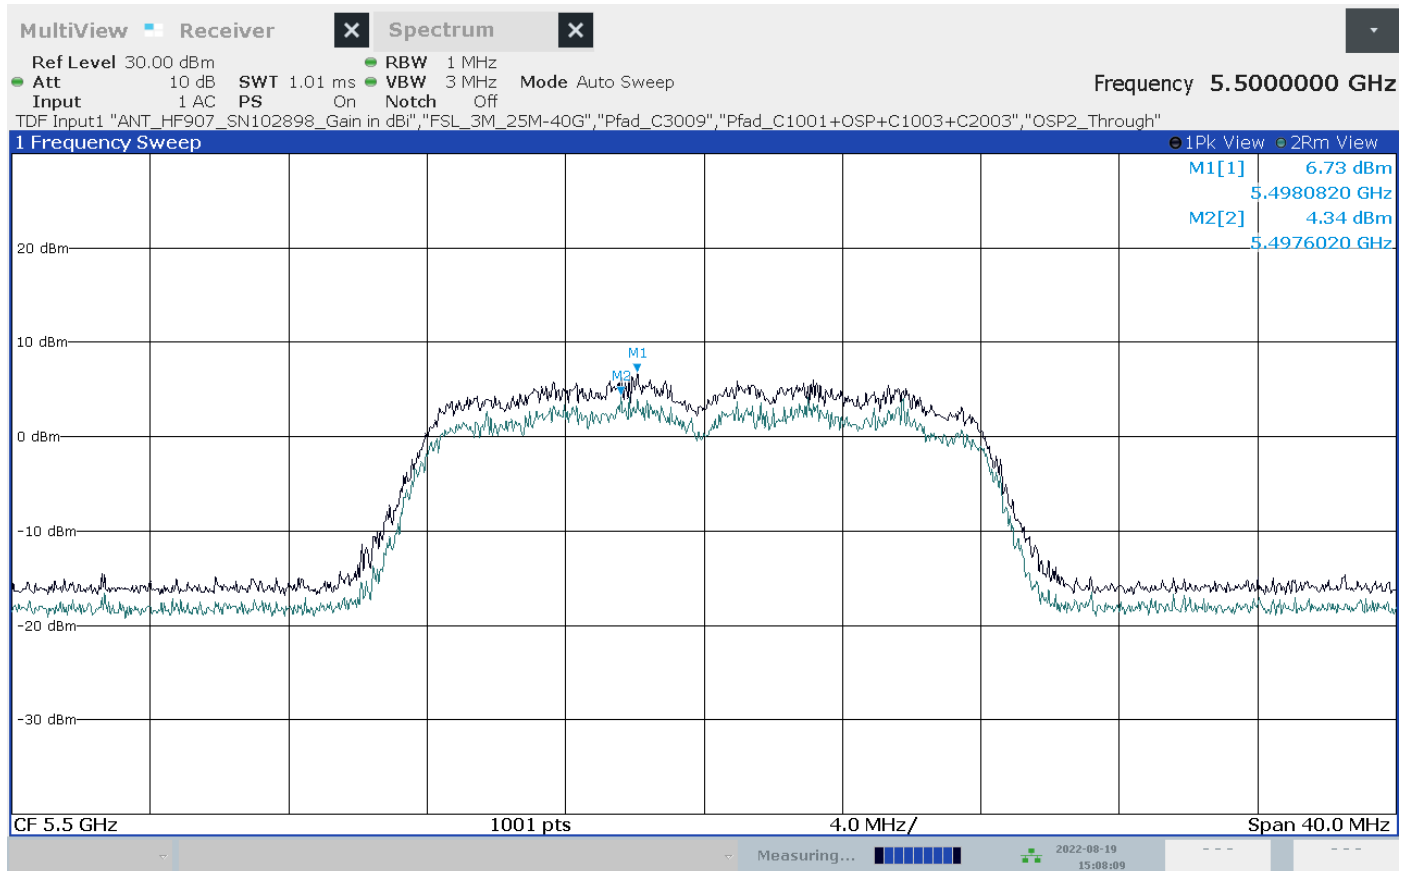 MultiView Receiver X Spectrum X
Ref Level 30.00 dBm RBW 1 MHz
Att 10 dB SWT 1.01 ms VBW 3 MHz Mode Auto Sweep Frequency 5.5000000 GHz
Input 1 AC PS On Notch Off
TDF Input1 "ANT_HF907_SN102898_Gain in dBi","FSL_3M_25M-40G","Pfad_C3009","Pfad_C1001+OSP+C1003+C2003","OSP2_Through"
1 Frequency Sweep 1Pk View 2Rm View
M1[1] 6.73 dBm
5.4980820 GHz
M2[2] 4.34 dBm
5.4976020 GHz
20 dBm
10 dBm
M1
M2
0 dBm
-10 dBm
-20 dBm
-30 dBm
CF 5.5 GHz 1001 pts 4.0 MHz/ Span 40.0 MHz
Measuring... 2022-08-19 --- ---
15:08:09